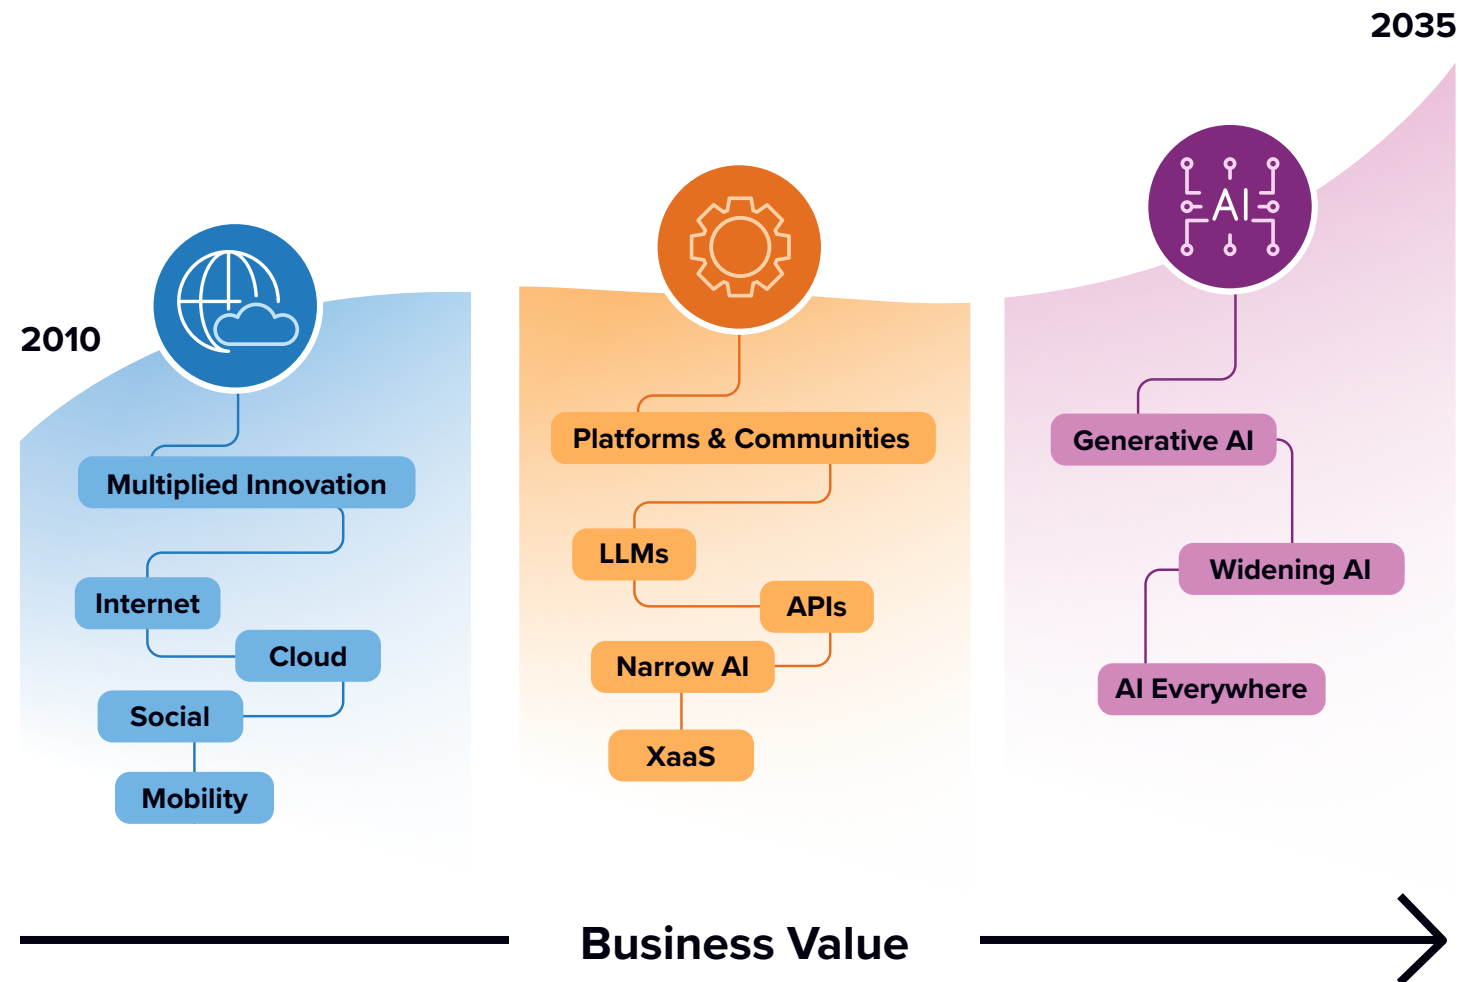 2035
2010
AI
Multiplied Innovation
Internet
Cloud
Social
Mobility
Platforms & Communities
LLMs
APIs
Narrow AI
XaaS
Generative AI
Widening AI
AI Everywhere
Business Value